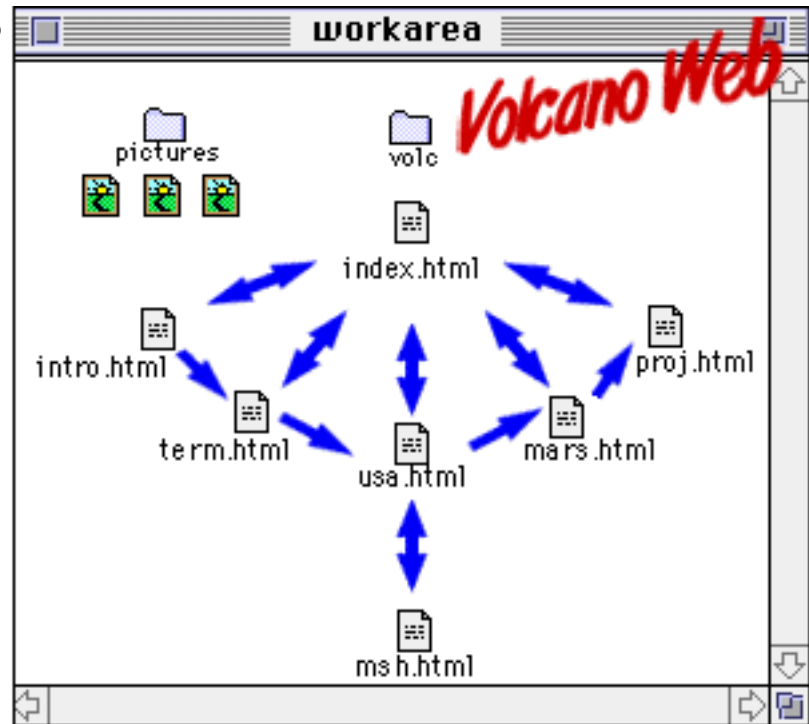 workarea
Volcano Web
pictures
volc
index.html
intro.html
proj.html
term.html
usa.html
mars.html
msh.html